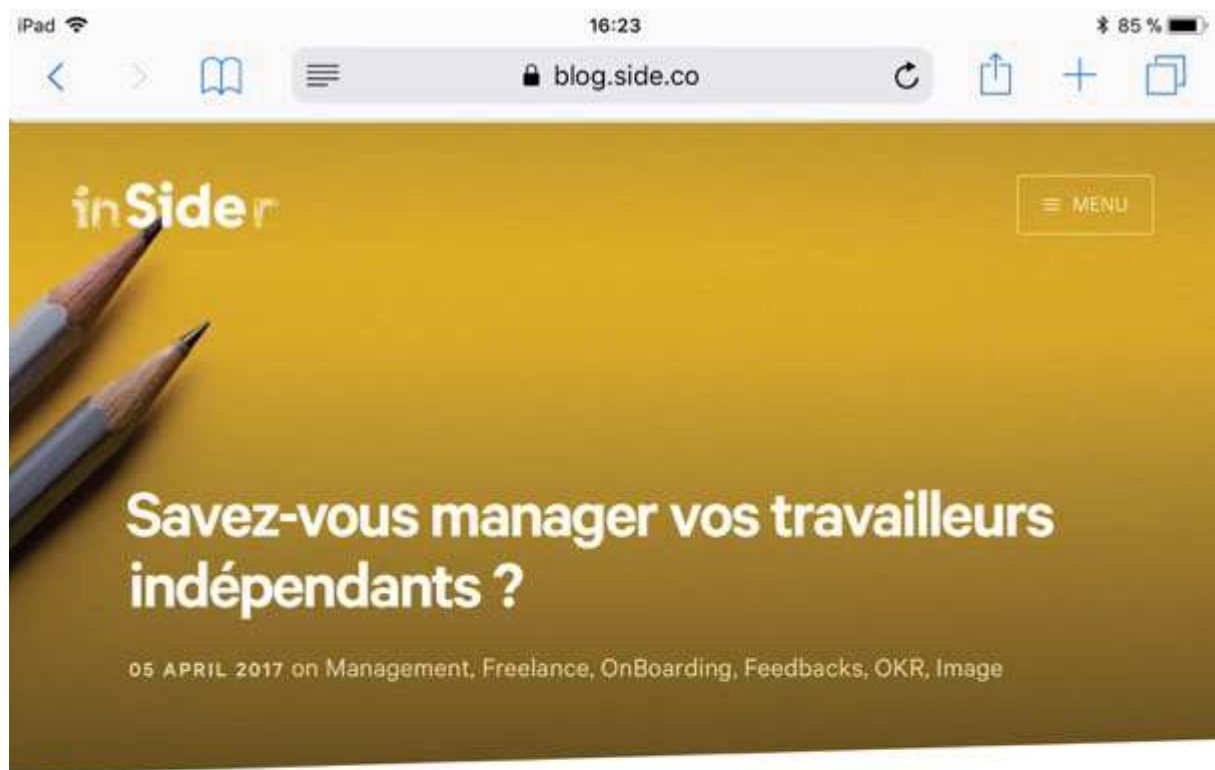 iPad
16:23
85 %
blog.side.co
inSider
MENU
Savez-vous manager vos travailleurs
indépendants ?
05 APRIL 2017 on Management, Freelance, OnBoarding, Feedbacks, OKR, Image